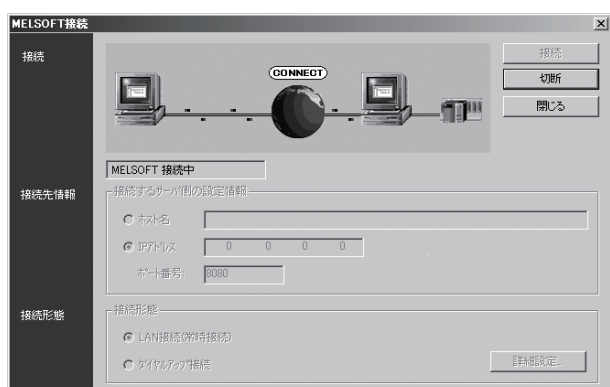 MELSOFT接続
接続
CONNECT
接続
切断
閉じる
MELSOFT 接続中
接続先情報
接続するサーバ側の設定情報
ホスト名
IPアドレス 0 0 0 0
ポート番号: 8080
接続形態
接続形態
LAN接続(常時接続)
ダイヤルアップ接続
詳細設定...